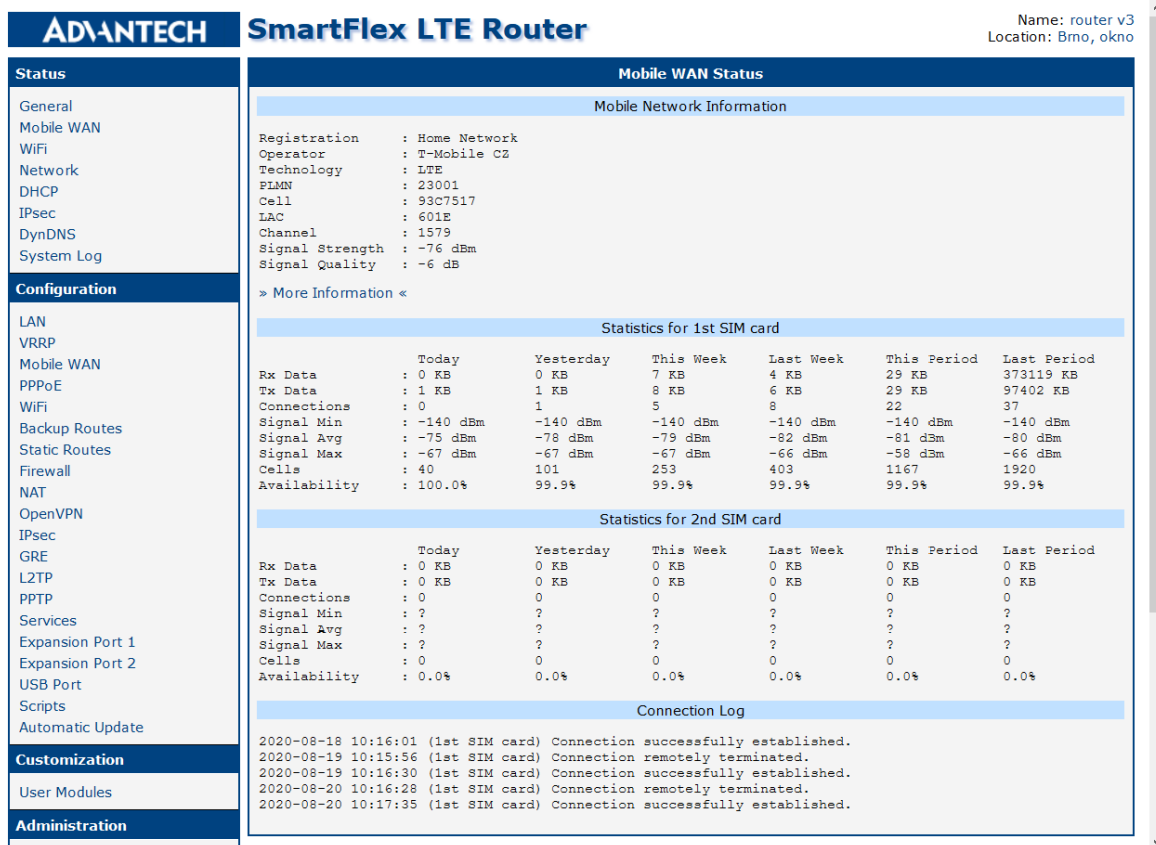 ADVANTECH
SmartFlex LTE Router
Name: router v3
Location: Brno, okno
Status
General
Mobile WAN
WiFi
Network
DHCP
IPsec
DynDNS
System Log
Configuration
LAN
VRRP
Mobile WAN
PPPoE
WiFi
Backup Routes
Static Routes
Firewall
NAT
OpenVPN
IPsec
GRE
L2TP
PPTP
Services
Expansion Port 1
Expansion Port 2
USB Port
Scripts
Automatic Update
Customization
User Modules
Administration
Mobile WAN Status
Mobile Network Information
Registration : Home Network
Operator : T-Mobile CZ
Technology : LTE
PLMN : 23001
Cell : 93C7517
LAC : 601E
Channel : 1579
Signal Strength : -76 dBm
Signal Quality : -6 dB
» More Information «
Statistics for 1st SIM card
Today Yesterday This Week Last Week This Period Last Period
Rx Data : 0 KB 0 KB 7 KB 4 KB 29 KB 373119 KB
Tx Data : 1 KB 1 KB 8 KB 6 KB 29 KB 97402 KB
Connections : 0 1 5 8 22 37
Signal Min : -140 dBm -140 dBm -140 dBm -140 dBm -140 dBm -140 dBm
Signal Avg : -75 dBm -78 dBm -79 dBm -82 dBm -81 dBm -80 dBm
Signal Max : -67 dBm -67 dBm -67 dBm -66 dBm -58 dBm -66 dBm
Cells : 40 101 253 403 1167 1920
Availability : 100.0% 99.9% 99.9% 99.9% 99.9% 99.9%
Statistics for 2nd SIM card
Today Yesterday This Week Last Week This Period Last Period
Rx Data : 0 KB 0 KB 0 KB 0 KB 0 KB 0 KB
Tx Data : 0 KB 0 KB 0 KB 0 KB 0 KB 0 KB
Connections : 0 0 0 0 0 0
Signal Min : ? ? ? ? ? ?
Signal Avg : ? ? ? ? ? ?
Signal Max : ? ? ? ? ? ?
Cells : 0 0 0 0 0 0
Availability : 0.0% 0.0% 0.0% 0.0% 0.0% 0.0%
Connection Log
2020-08-18 10:16:01 (1st SIM card) Connection successfully established.
2020-08-19 10:15:56 (1st SIM card) Connection remotely terminated.
2020-08-19 10:16:30 (1st SIM card) Connection successfully established.
2020-08-20 10:16:28 (1st SIM card) Connection remotely terminated.
2020-08-20 10:17:35 (1st SIM card) Connection successfully established.